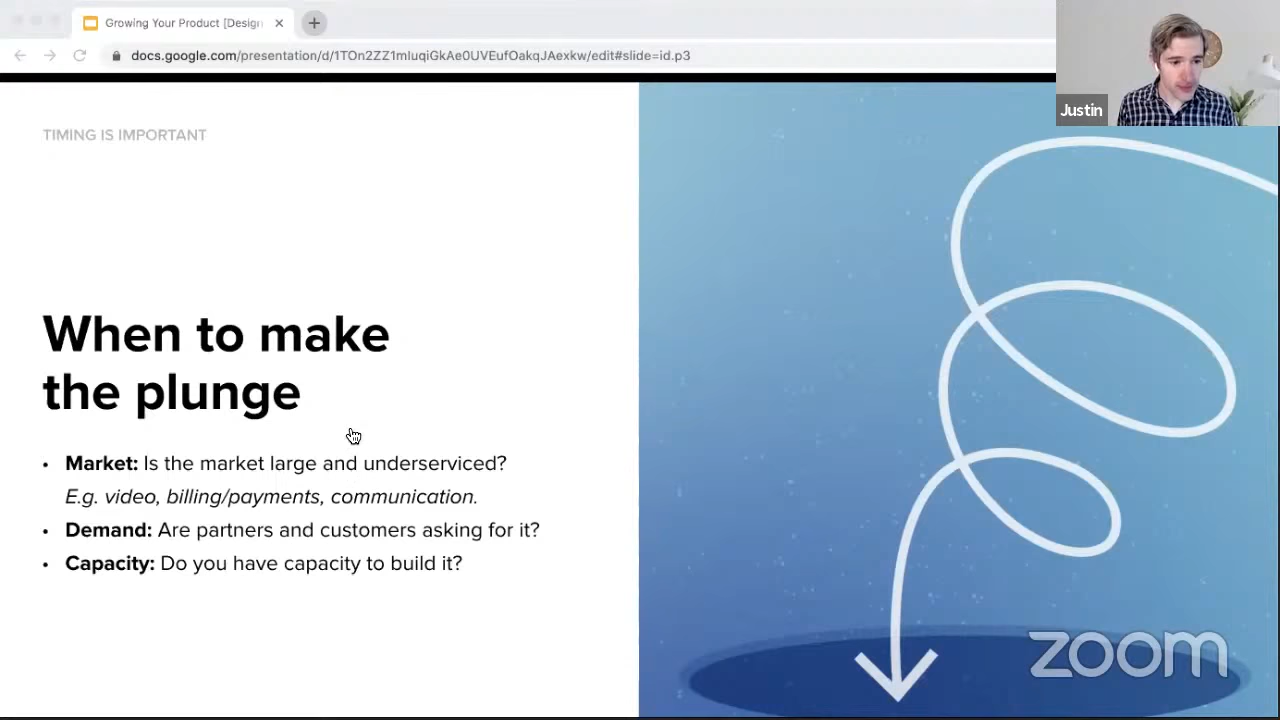 Growing Your Product [Design
docs.google.com/presentation/d/1TOn2ZZ1mIuqiGkAe0UVEufOakqJAexkw/edit#slide=id.p3
Justin
TIMING IS IMPORTANT
When to make
the plunge
• Market: Is the market large and underserviced?
E.g. video, billing/payments, communication.
• Demand: Are partners and customers asking for it?
• Capacity: Do you have capacity to build it?
zoom